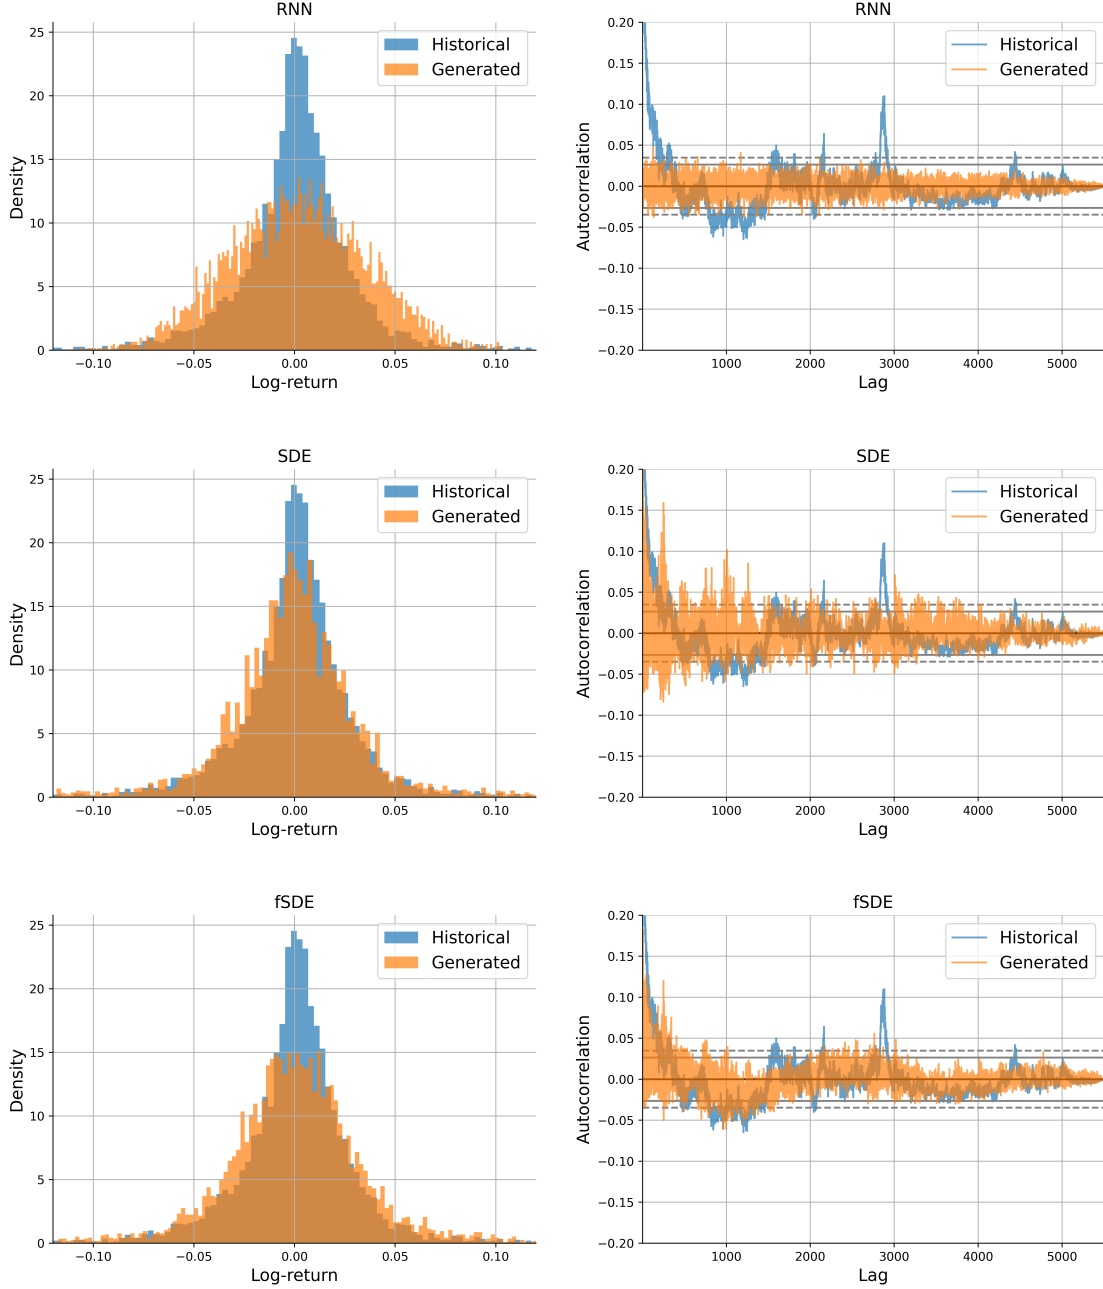 RNN
25
20
15
10
5
0
Density
−0.10 −0.05 0.00 0.05 0.10
Log-return
Historical
Generated
RNN
0.20
0.15
0.10
0.05
0.00
−0.05
−0.10
−0.15
−0.20
Autocorrelation
1000 2000 3000 4000 5000
Lag
Historical
Generated
SDE
25
20
15
10
5
0
Density
−0.10 −0.05 0.00 0.05 0.10
Log-return
Historical
Generated
SDE
0.20
0.15
0.10
0.05
0.00
−0.05
−0.10
−0.15
−0.20
Autocorrelation
1000 2000 3000 4000 5000
Lag
Historical
Generated
fSDE
25
20
15
10
5
0
Density
−0.10 −0.05 0.00 0.05 0.10
Log-return
Historical
Generated
fSDE
0.20
0.15
0.10
0.05
0.00
−0.05
−0.10
−0.15
−0.20
Autocorrelation
1000 2000 3000 4000 5000
Lag
Historical
Generated